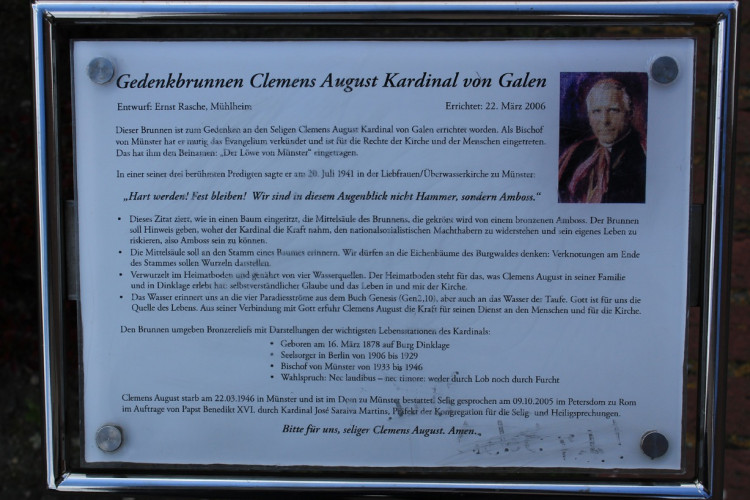 Gedenkbrunnen Clemens August Kardinal von Galen
Entwurf: Ernst Rasche, Mühlheim
Errichtet: 22. März 2006
Dieser Brunnen ist zum Gedenken an den Seligen Clemens August Kardinal von Galen errichtet worden. Als Bischof
von Münster hat er mutig das Evangelium verkündet und ist für die Rechte der Kirche und der Menschen eingetreten.
Das hat ihm den Beinamen: „Der Löwe von Münster" eingetragen.
In einer seiner drei berühmten Predigten sagte er am 20. Juli 1941 in der Liebfrauen/Überwasserkirche zu Münster:
„Hart werden! Fest bleiben! Wir sind in diesem Augenblick nicht Hammer, sondern Amboss.“
• Dieses Zitat ziert, wie in einen Baum eingeritzt, die Mittelsäule des Brunnens, die gekrönt wird von einem bronzenen Amboss. Der Brunnen
soll Hinweis geben, woher der Kardinal die Kraft nahm, den nationalsozialistischen Machthabern zu widerstehen und sein eigenes Leben zu
riskieren, also Amboss sein zu können.
• Die Mittelsäule soll an den Stamm eines Baumes erinnern. Wir dürfen an die Eichenbäume des Burgwaldes denken: Verknotungen am Ende
des Stammes sollen Wurzeln darstellen.
• Verwurzelt im Heimatboden und genährt von vier Wasserquellen. Der Heimatboden steht für das, was Clemens August in seiner Familie
und in Dinklage erlebt hat: selbstverständlicher Glaube und das Leben in und mit der Kirche.
• Das Wasser erinnert uns an die vier Paradiesströme aus dem Buch Genesis (Gen2,10), aber auch an das Wasser der Taufe. Gott ist für uns die
Quelle des Lebens. Aus seiner Verbindung mit Gott erfuhr Clemens August die Kraft für seinen Dienst an den Menschen und für die Kirche.
Den Brunnen umgeben Bronzereliefs mit Darstellungen der wichtigsten Lebensstationen des Kardinals:
• Geboren am 16. März 1878 auf Burg Dinklage
• Seelsorger in Berlin von 1906 bis 1929
• Bischof von Münster von 1933 bis 1946
• Wahlspruch: Nec laudibus – nec timore: weder durch Lob noch durch Furcht
Clemens August starb am 22.03.1946 in Münster und ist im Dom zu Münster bestattet. Selig gesprochen am 09.10.2005 im Petersdom zu Rom
im Auftrage von Papst Benedikt XVI. durch Kardinal José Saraiva Martins, Präfekt der Kongregation für die Selig- und Heiligsprechungen.
Bitte für uns, seliger Clemens August. Amen.